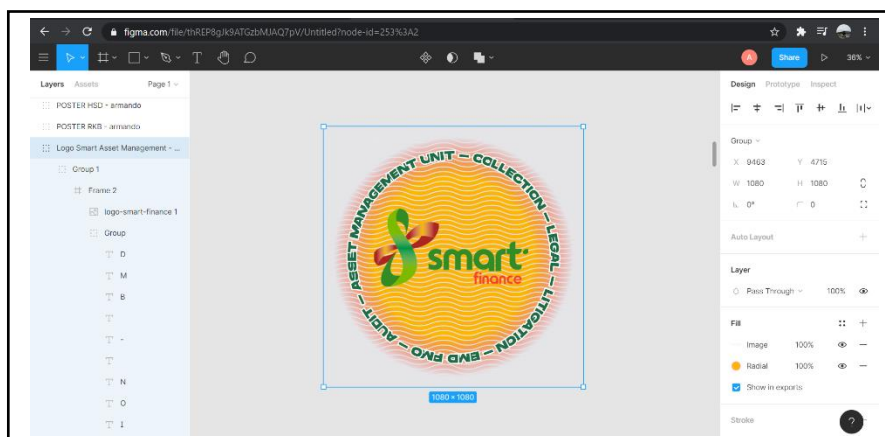 figma.com/file/thREP8gJk9ATGzbMJAQ7pV/Untitled?node-id=253%3A2
A Share 36%
Layers Assets Page 1
POSTER HSD - armando
POSTER RKB - armando
Logo Smart Asset Management - ...
Group 1
Frame 2
logo-smart-finance 1
Group
T D
T M
T B
T
T -
T
T N
T O
T I
ASSET MANAGEMENT UNIT – COLLECTION – LEGAL – LITIGATION – BMD PMO – AUDIT –
smart
finance
1080 × 1080
Design Prototype Inspect
Group
X 9463 Y 4715
W 1080 H 1080
0° 0
Auto Layout
Layer
Pass Through 100%
Fill
Image 100%
Radial 100%
Show in exports
Stroke
?